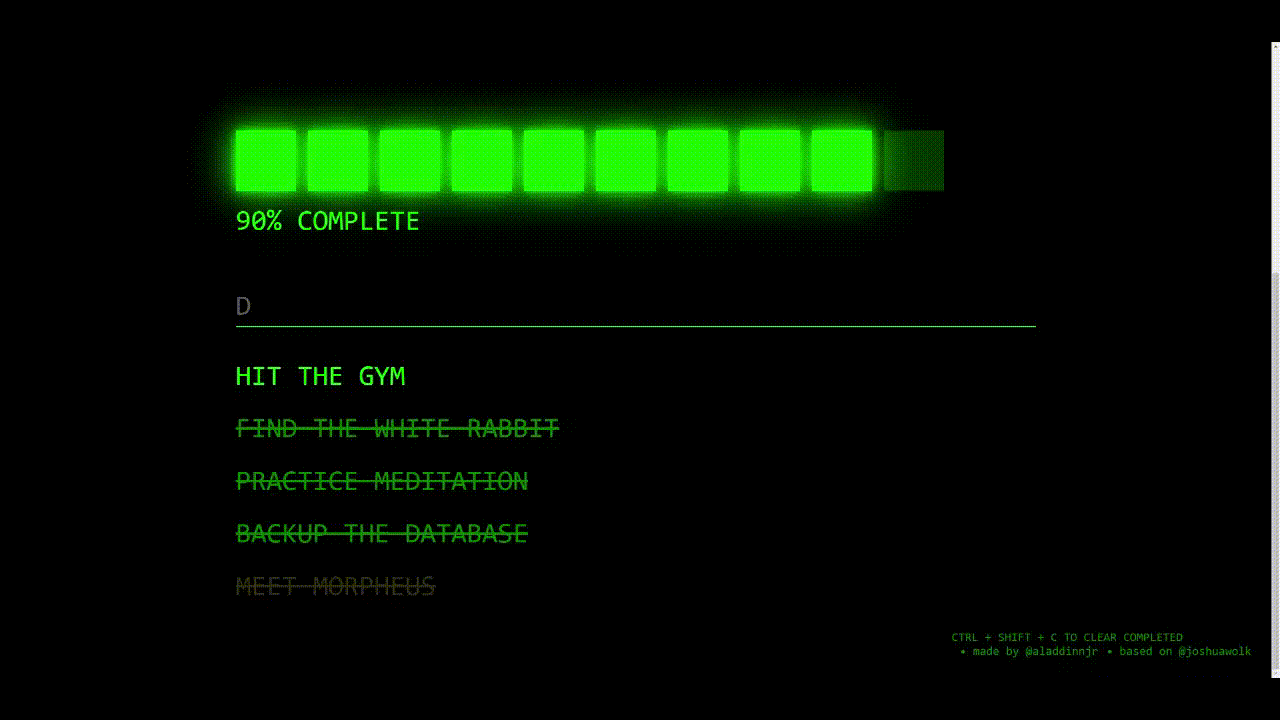 90% COMPLETE
D
HIT THE GYM
FIND THE WHITE RABBIT
PRACTICE MEDITATION
BACKUP THE DATABASE
MEET MORPHEUS
CTRL + SHIFT + C TO CLEAR COMPLETED
• made by @aladdinnjr • based on @joshuawolk